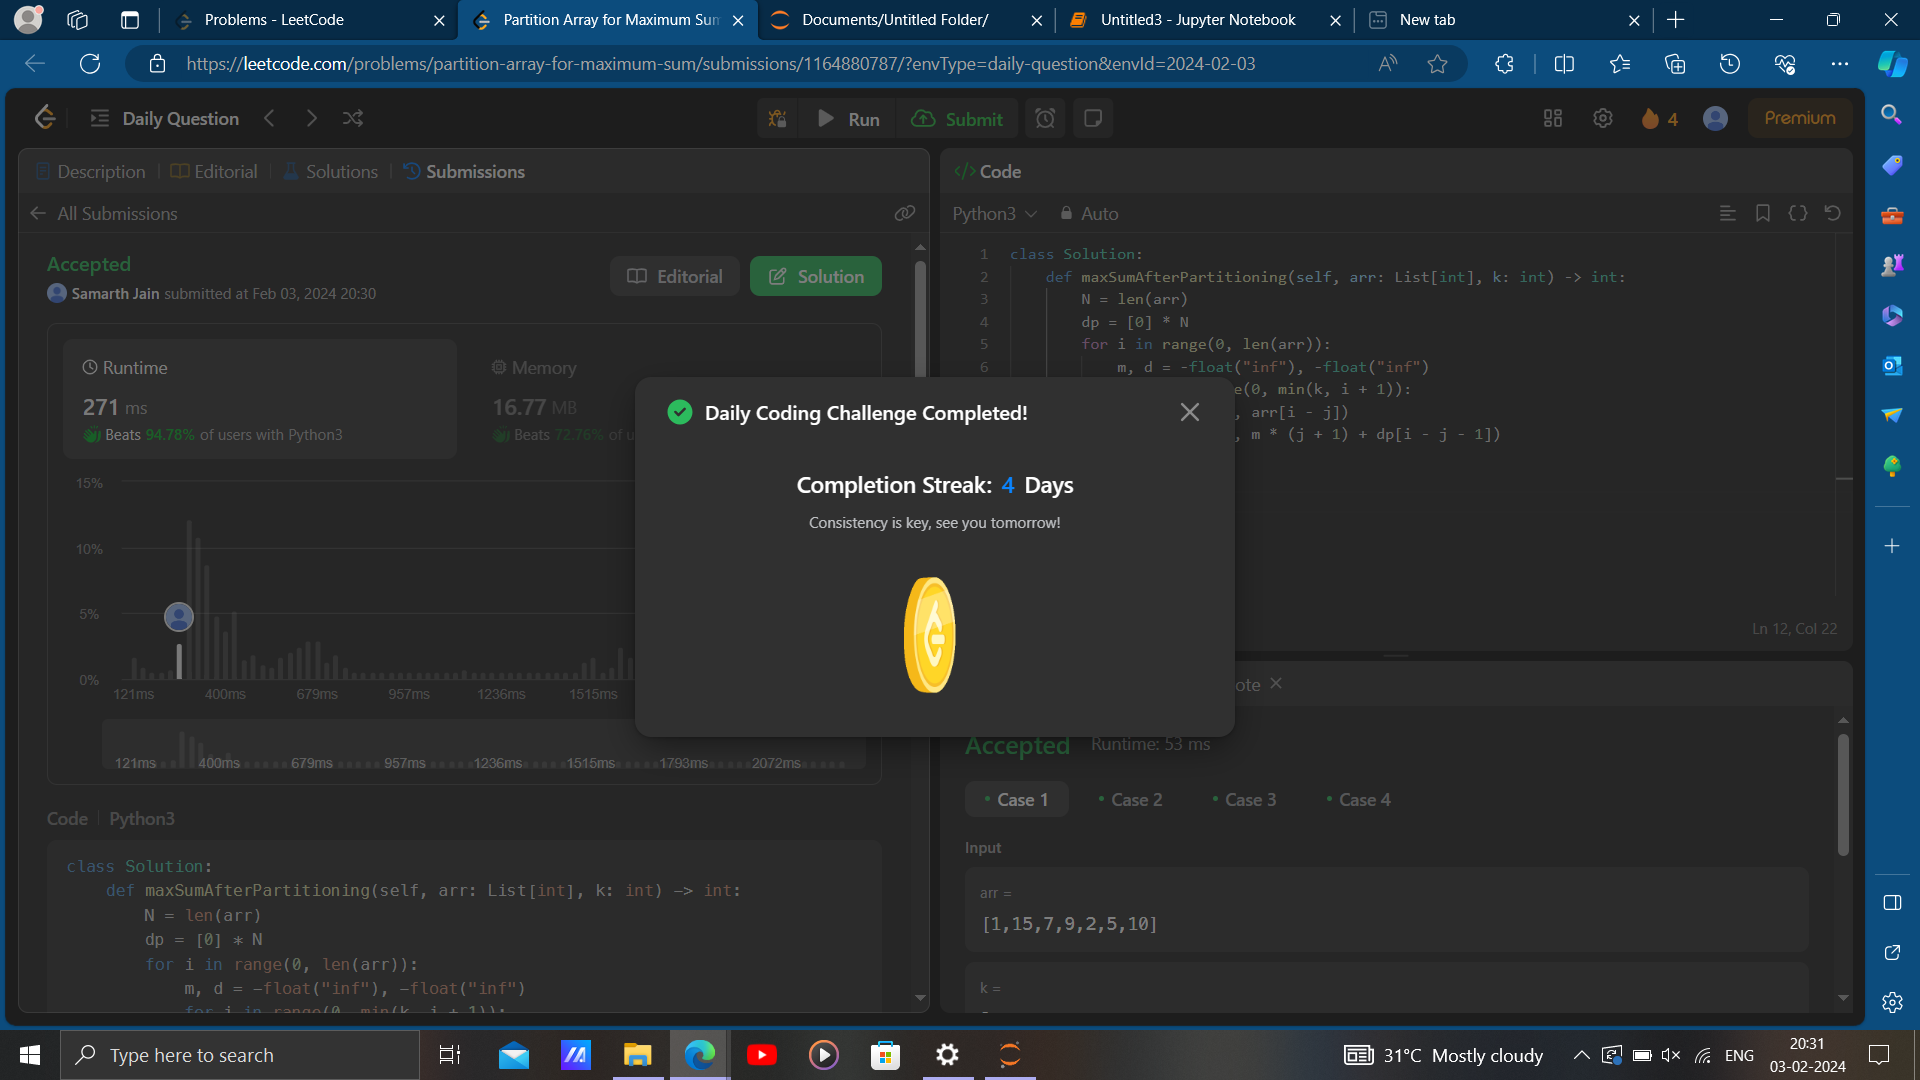 Problems - LeetCode
Partition Array for Maximum Sum
Documents/Untitled Folder/
Untitled3 - Jupyter Notebook
New tab
https://leetcode.com/problems/partition-array-for-maximum-sum/submissions/1164880787/?envType=daily-question&envId=2024-02-03
Daily Question
Run
Submit
4
Premium
Description
Editorial
Solutions
Submissions
All Submissions
Accepted
Samarth Jain submitted at Feb 03, 2024 20:30
Editorial
Solution
Runtime
271 ms
Beats 94.78% of users with Python3
Memory
16.77 MB
Beats 72.76% of u
15%
10%
5%
0%
121ms 400ms 679ms 957ms 1236ms 1515ms
121ms 400ms 679ms 957ms 1236ms 1515ms 1793ms 2072ms
Code Python3
class Solution:
def maxSumAfterPartitioning(self, arr: List[int], k: int) -> int:
N = len(arr)
dp = [0] * N
for i in range(0, len(arr)):
m, d = -float("inf"), -float("inf")
for j in range(0, min(k, i + 1)):
Daily Coding Challenge Completed!
Completion Streak: 4 Days
Consistency is key, see you tomorrow!
</> Code
Python3
Auto
1 class Solution:
2 def maxSumAfterPartitioning(self, arr: List[int], k: int) -> int:
3 N = len(arr)
4 dp = [0] * N
5 for i in range(0, len(arr)):
6 m, d = -float("inf"), -float("inf")
e(0, min(k, i + 1)):
, arr[i - j])
, m * (j + 1) + dp[i - j - 1])
Ln 12, Col 22
ote
Accepted
Runtime: 53 ms
Case 1
Case 2
Case 3
Case 4
Input
arr =
[1,15,7,9,2,5,10]
k =
Type here to search
31°C Mostly cloudy
ENG
20:31
03-02-2024